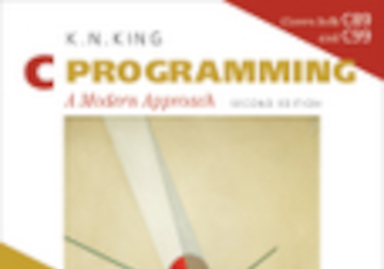 Covers both C89
and C99
K.N.KING
C PROGRAMMING
A Modern Approach SECOND EDITION